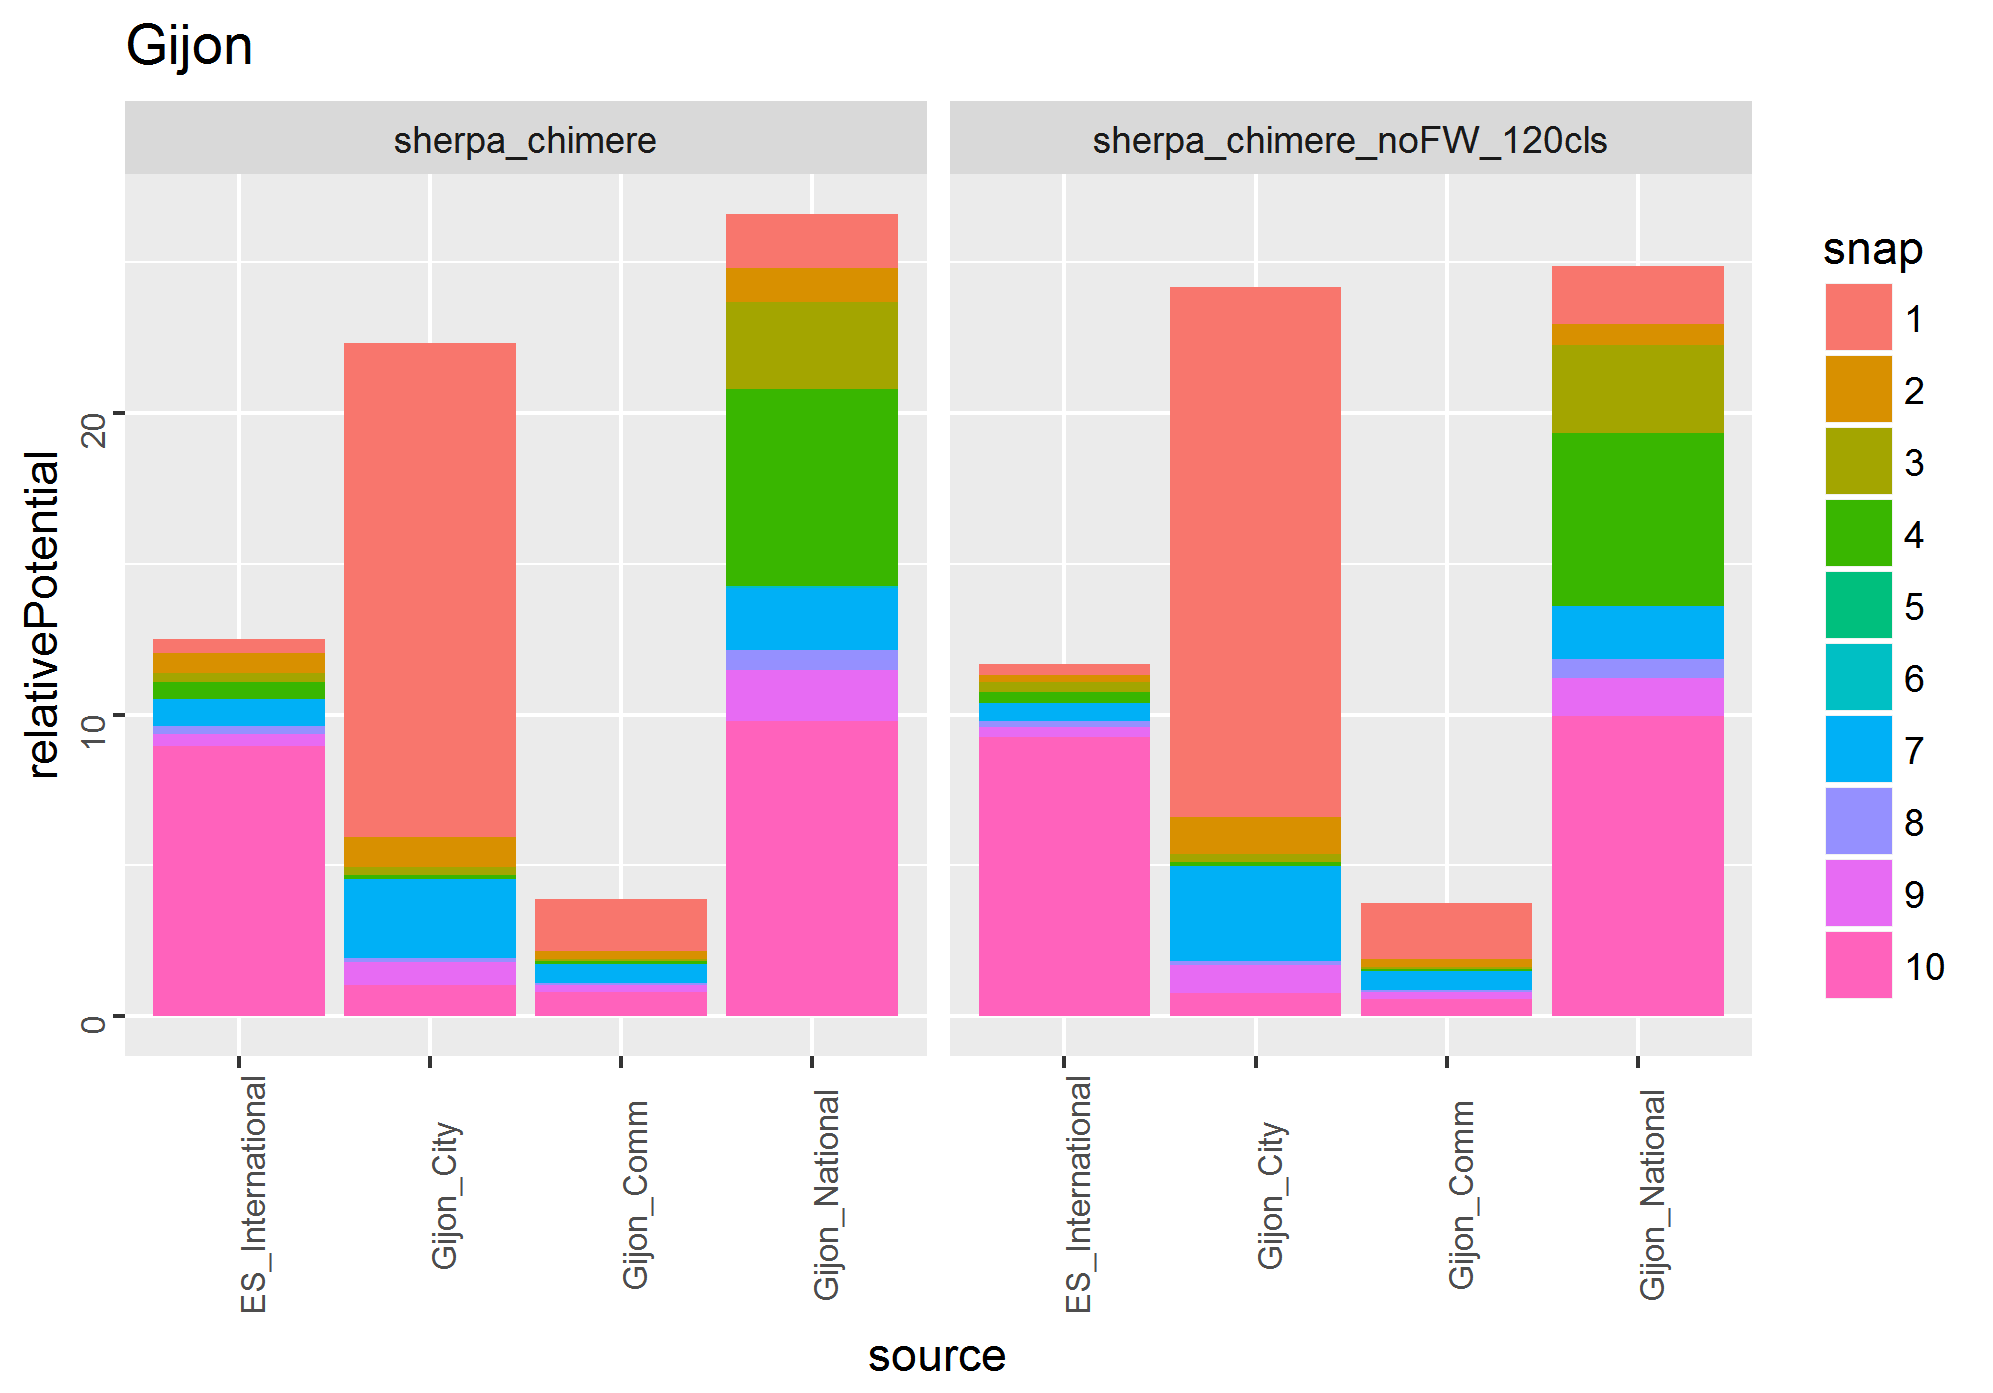 Gijon
sherpa_chimere
sherpa_chimere_noFW_120cls
relativePotential
20
10
0
ES_International
Gijon_City
Gijon_Comm
Gijon_National
ES_International
Gijon_City
Gijon_Comm
Gijon_National
source
snap
1
2
3
4
5
6
7
8
9
10